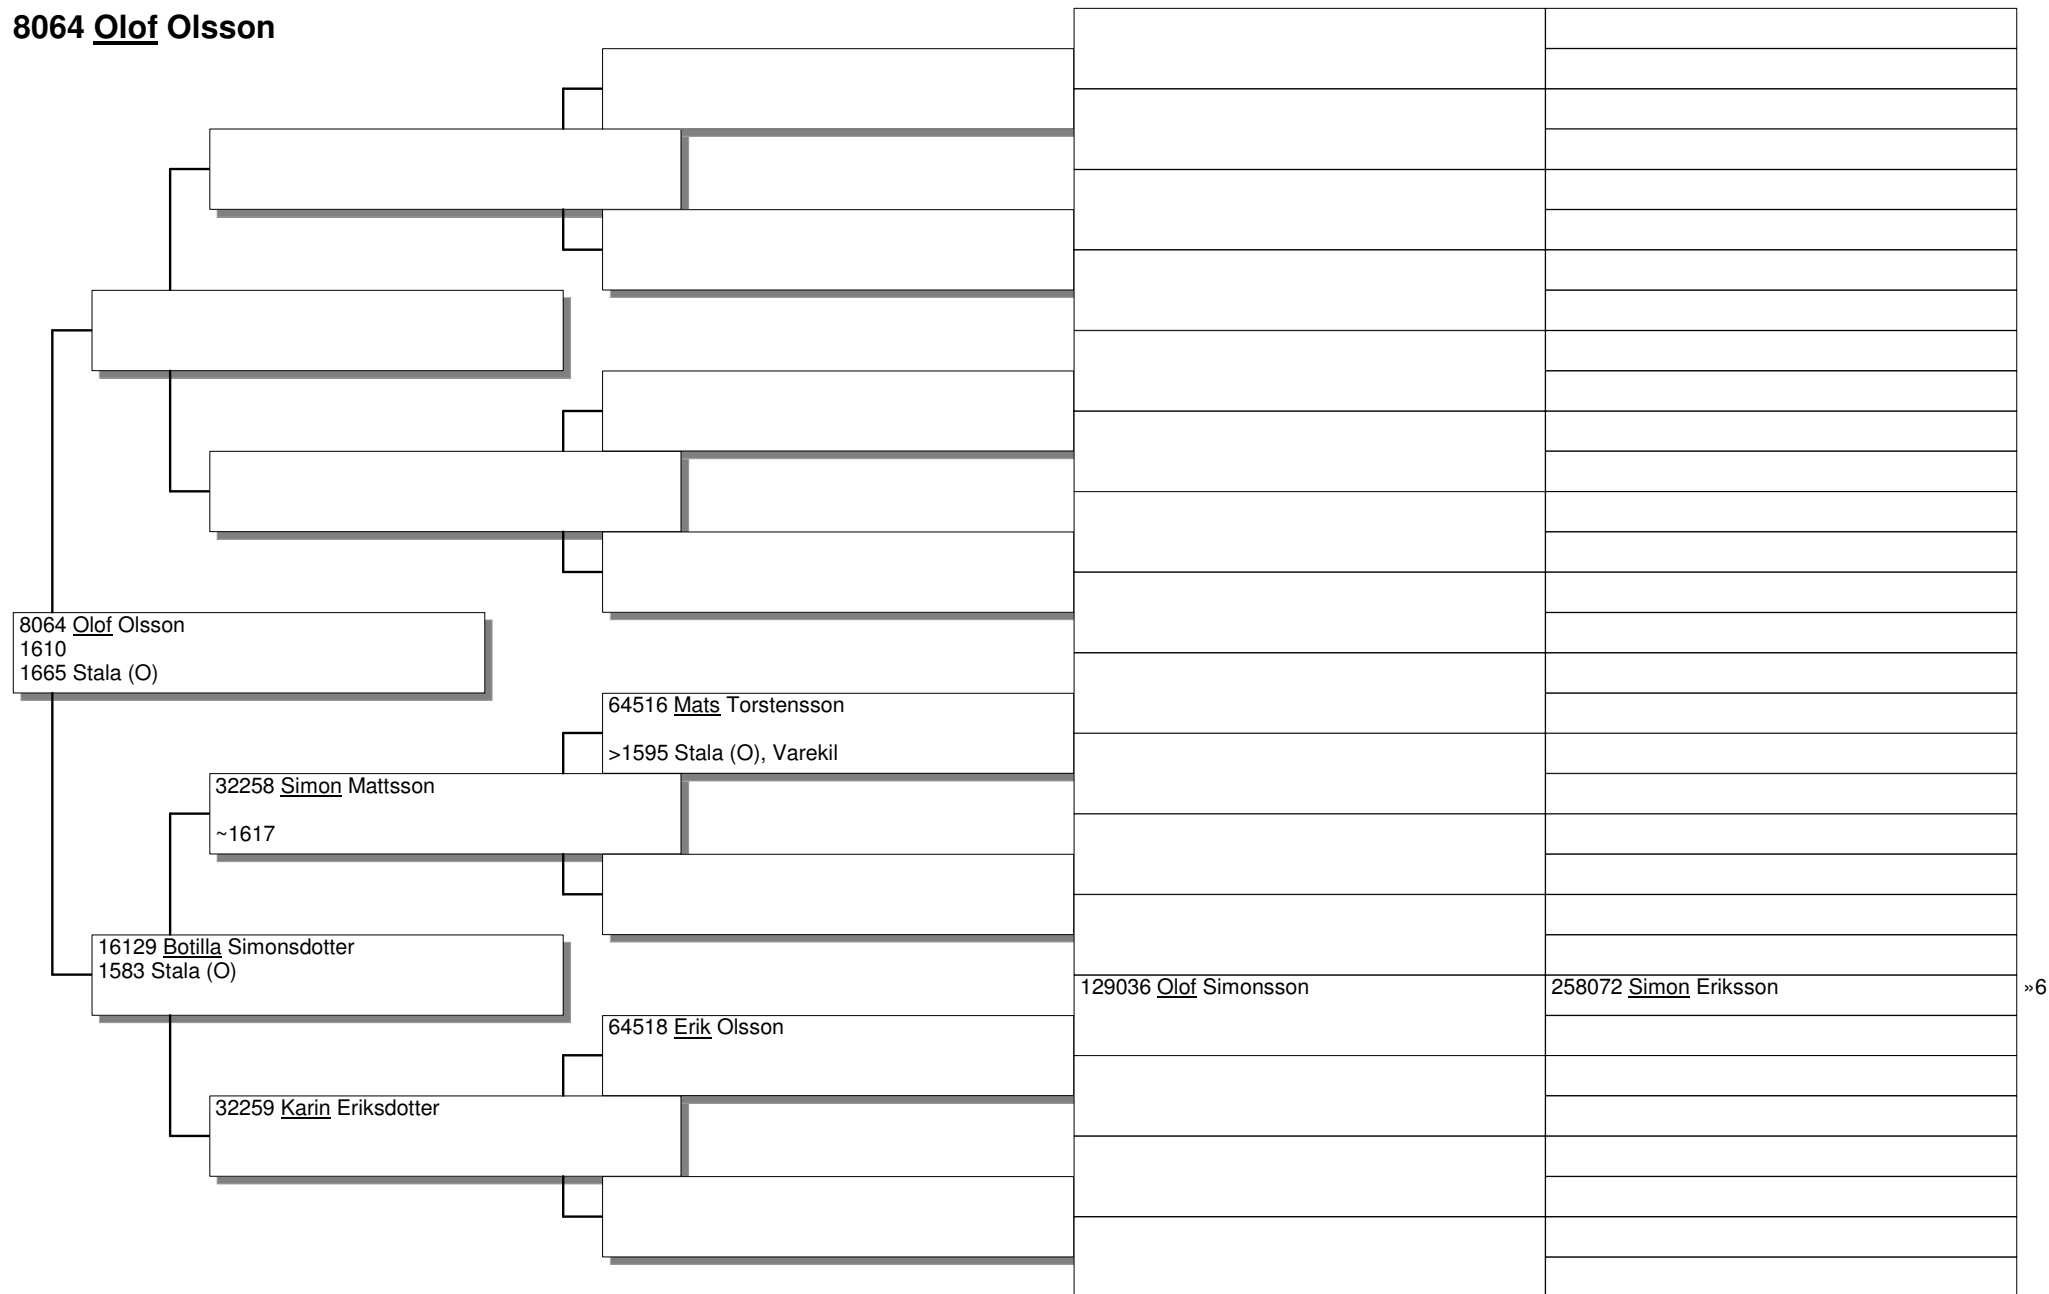 8064 Olof Olsson
8064 Olof Olsson
1610
1665 Stala (O)
64516 Mats Torstensson
>1595 Stala (O), Varekil
32258 Simon Mattsson
~1617
16129 Botilla Simonsdotter
1583 Stala (O)
129036 Olof Simonsson
258072 Simon Eriksson
»6
64518 Erik Olsson
32259 Karin Eriksdotter